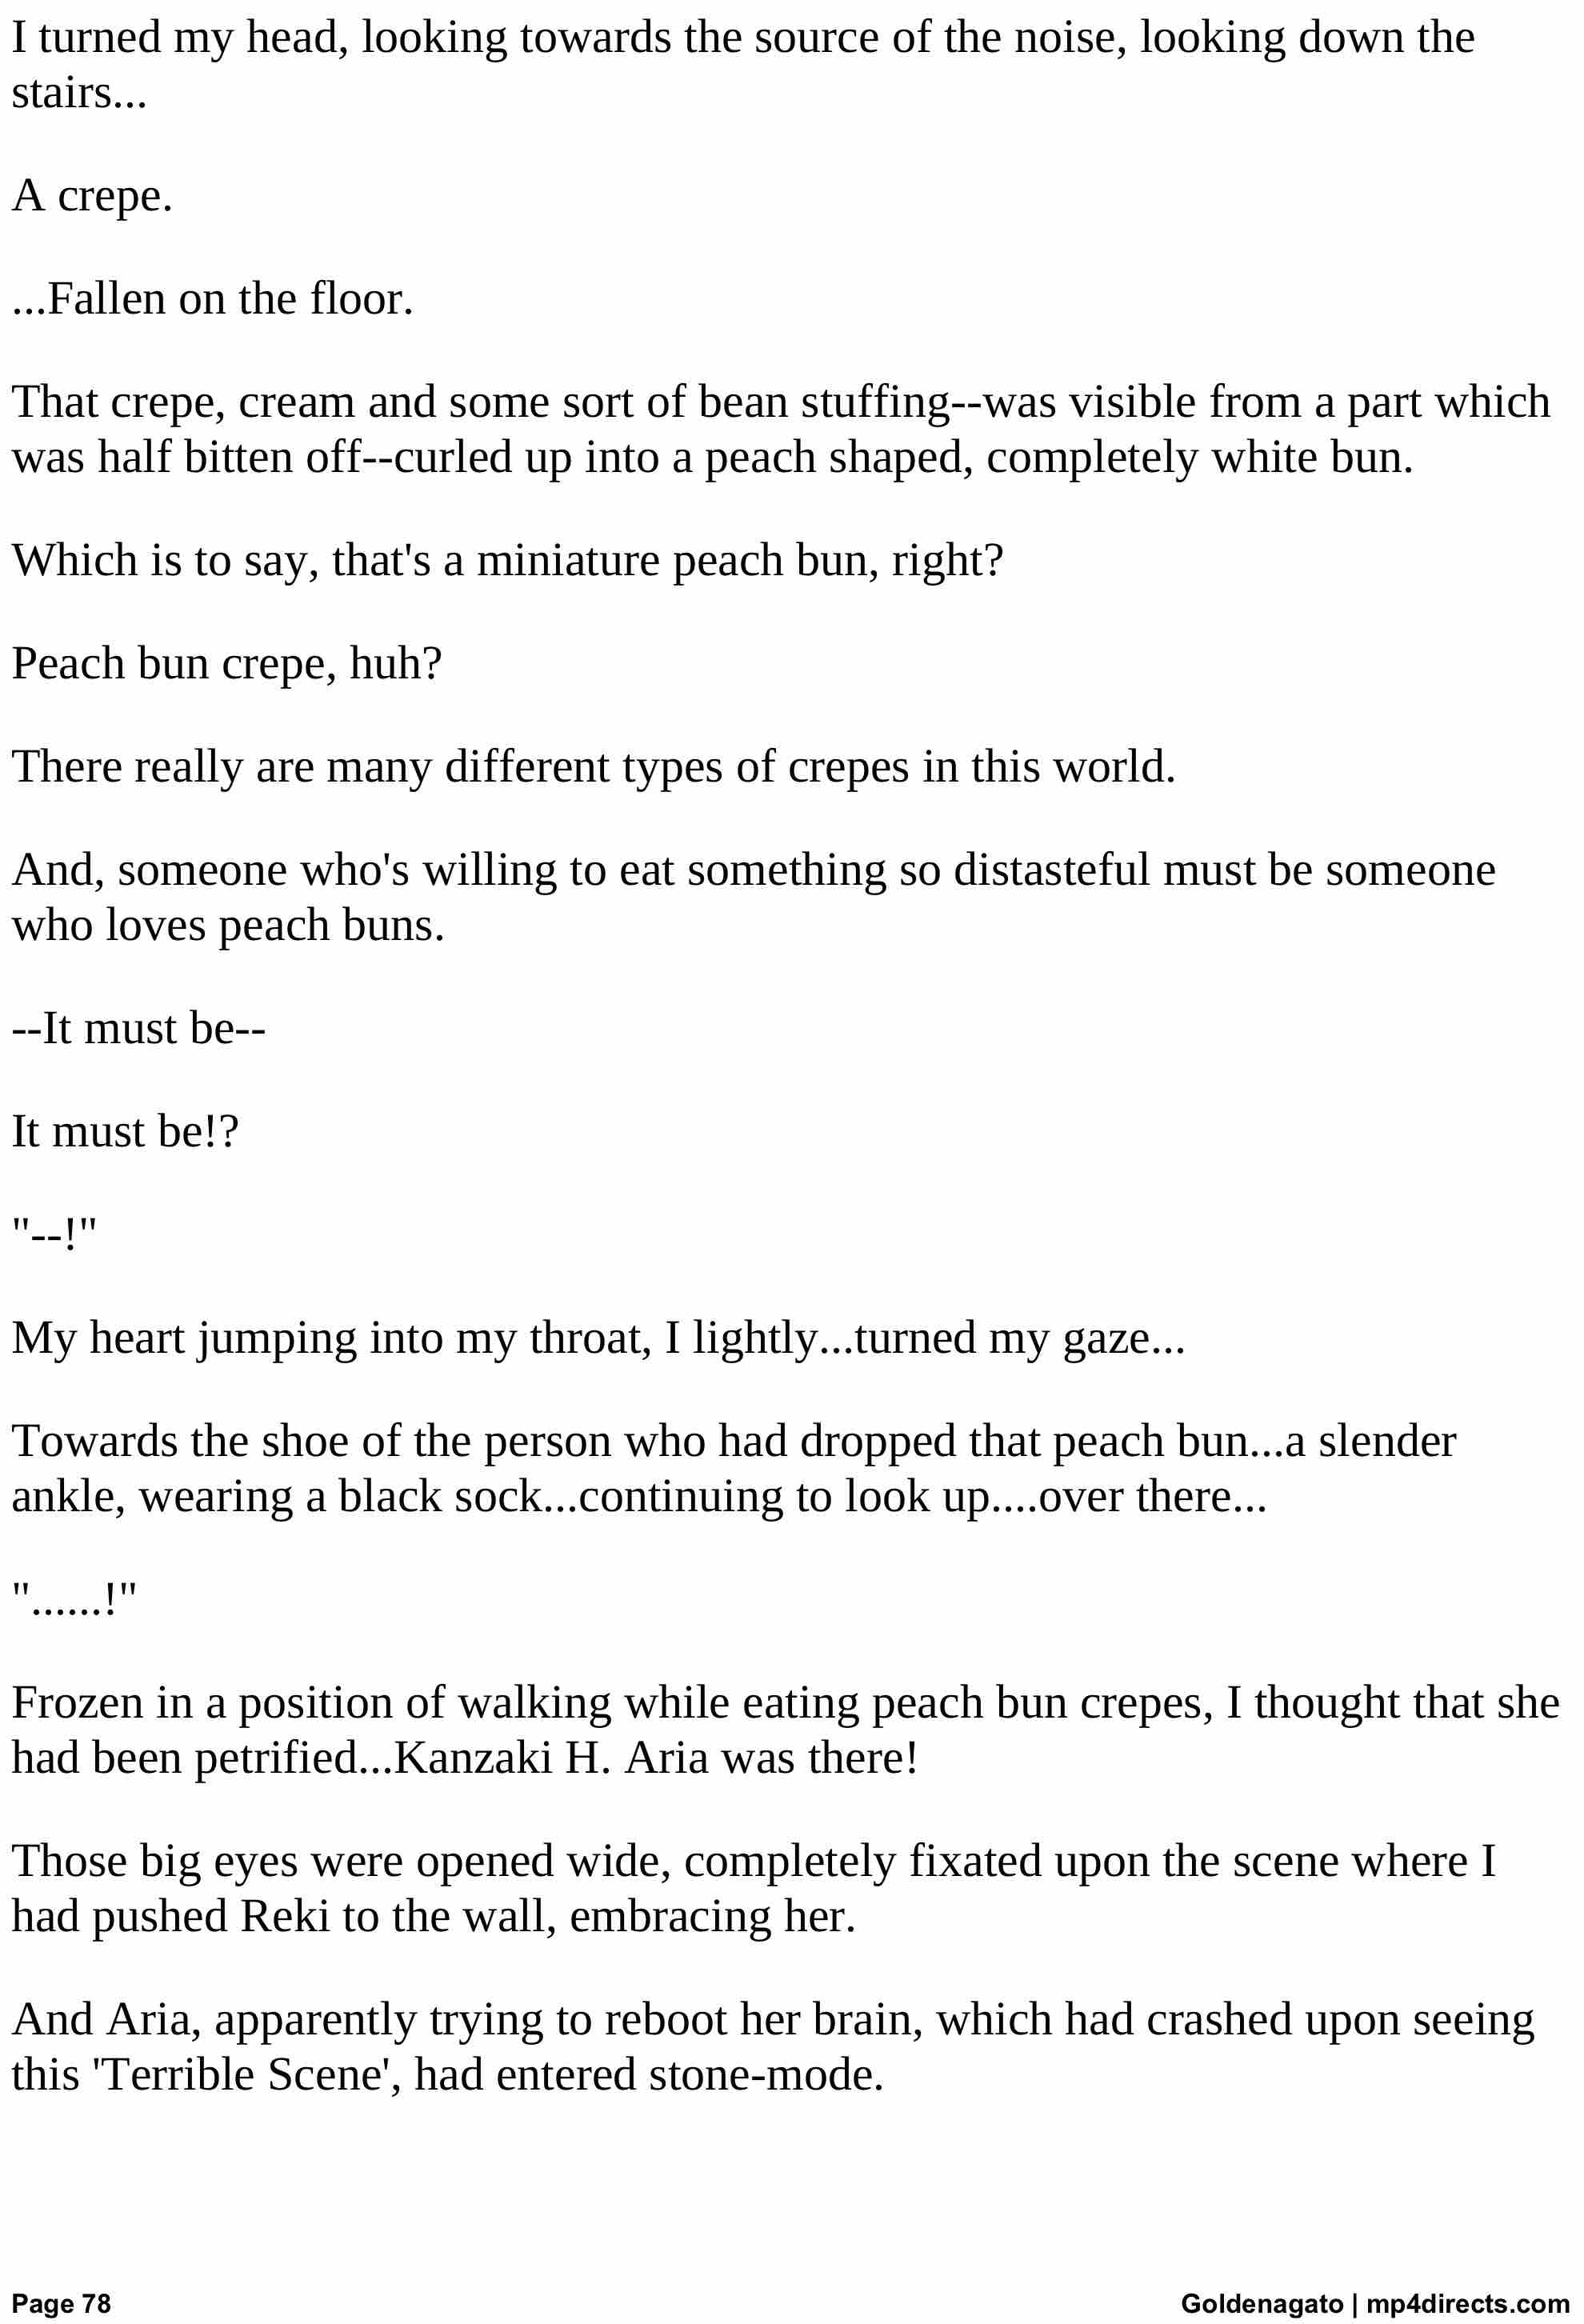 I turned my head, looking towards the source of the noise, looking down the
stairs...
A crepe.
...Fallen on the floor.
That crepe, cream and some sort of bean stuffing--was visible from a part which
was half bitten off--curled up into a peach shaped, completely white bun.
Which is to say, that's a miniature peach bun, right?
Peach bun crepe, huh?
There really are many different types of crepes in this world.
And, someone who's willing to eat something so distasteful must be someone
who loves peach buns.
--It must be--
It must be!?
"--!"
My heart jumping into my throat, I lightly...turned my gaze...
Towards the shoe of the person who had dropped that peach bun...a slender
ankle, wearing a black sock...continuing to look up....over there...
"......!"
Frozen in a position of walking while eating peach bun crepes, I thought that she
had been petrified...Kanzaki H. Aria was there!
Those big eyes were opened wide, completely fixated upon the scene where I
had pushed Reki to the wall, embracing her.
And Aria, apparently trying to reboot her brain, which had crashed upon seeing
this 'Terrible Scene', had entered stone-mode.
Page 78
Goldenagato | mp4directs.com